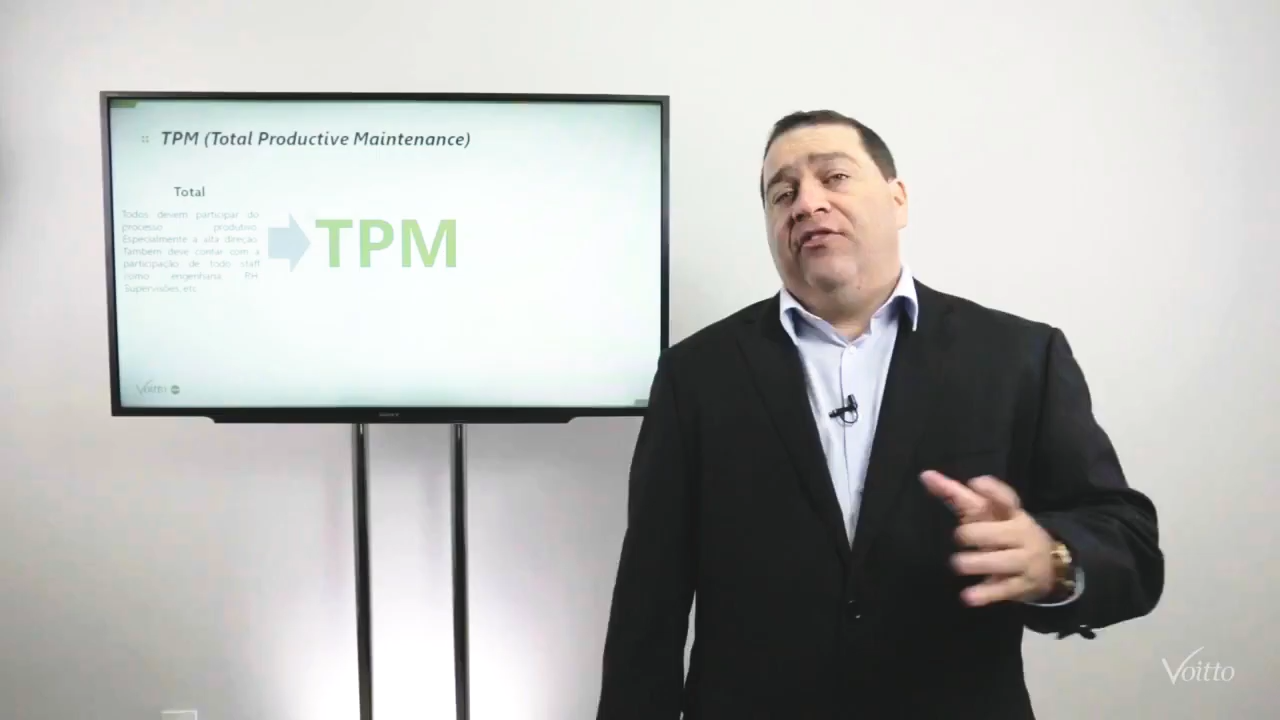 TPM (Total Productive Maintenance)
Total
Todos devem participar do
processo produtivo.
Especialmente a alta direção.
Também deve contar com a
participação de todo staff
como engenharia, RH,
Supervisões, etc.
TPM
Voitto
SONY
Voitto